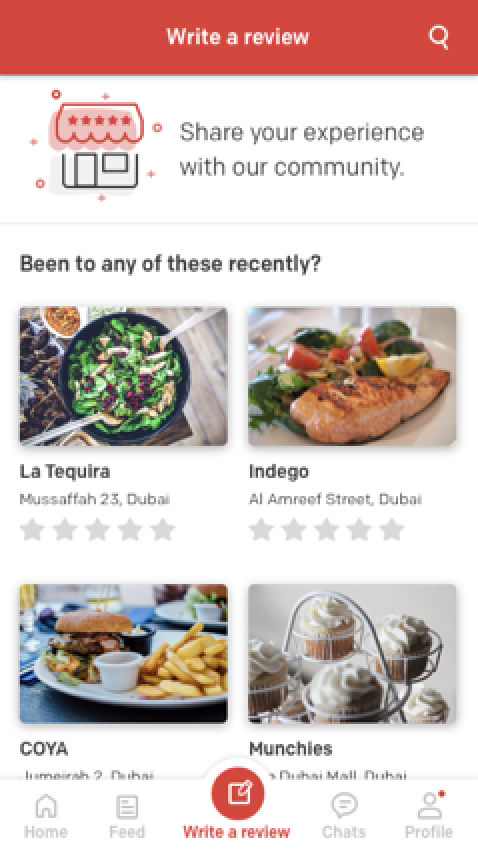 Write a review
Share your experience
with our community.
Been to any of these recently?
La Tequira
Indego
Mussaffah 23, Dubai
Al Amreef Street, Dubai
COYA
Munchies
Jumeirah 2, Dubai
Dubai Mall, Dubai
Home
Feed
Write a review
Chats
Profile